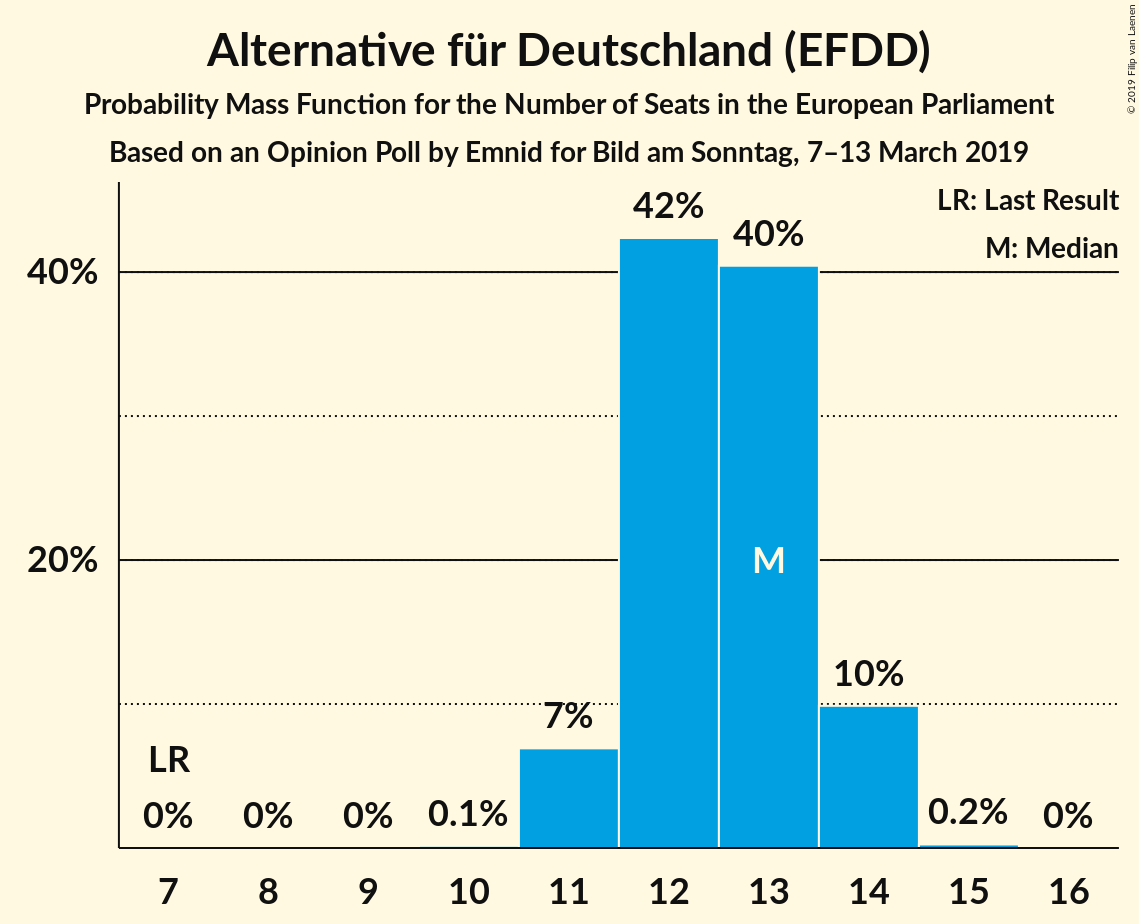 Alternative für Deutschland (EFDD)
Probability Mass Function for the Number of Seats in the European Parliament
Based on an Opinion Poll by Emnid for Bild am Sonntag, 7–13 March 2019
© 2019 Filip van Laenen
LR: Last Result
M: Median
42%
40%
40%
20%
M
10%
7%
LR
0%
0%
0%
0.1%
0.2%
0%
7
8
9
10
11
12
13
14
15
16